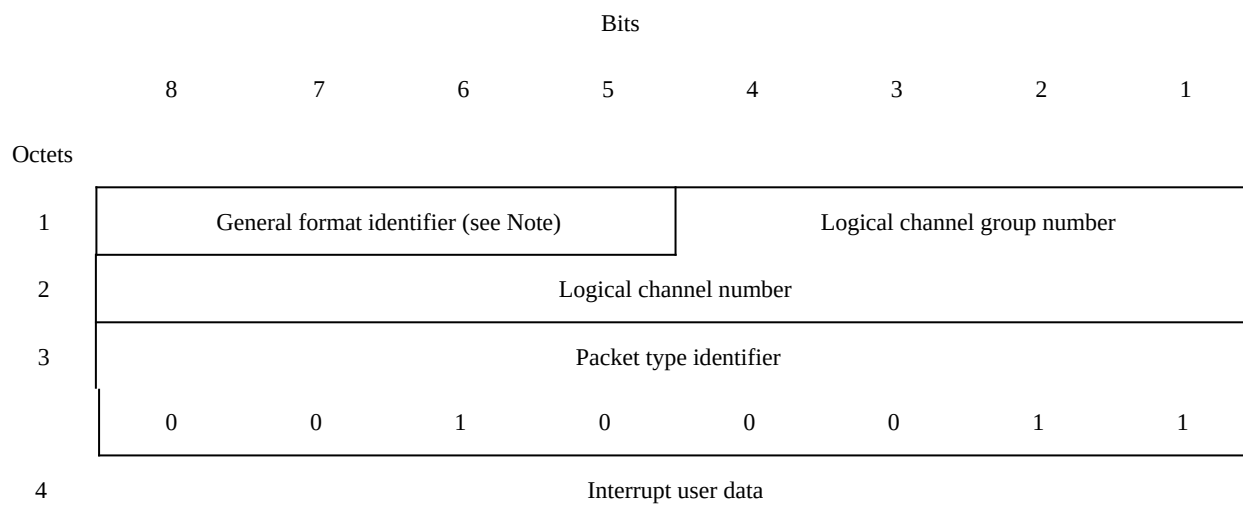 Bits
8 7 6 5 4 3 2 1
Octets
1 General format identifier (see Note) Logical channel group number
2 Logical channel number
3 Packet type identifier
0 0 1 0 0 0 1 1
4 Interrupt user data